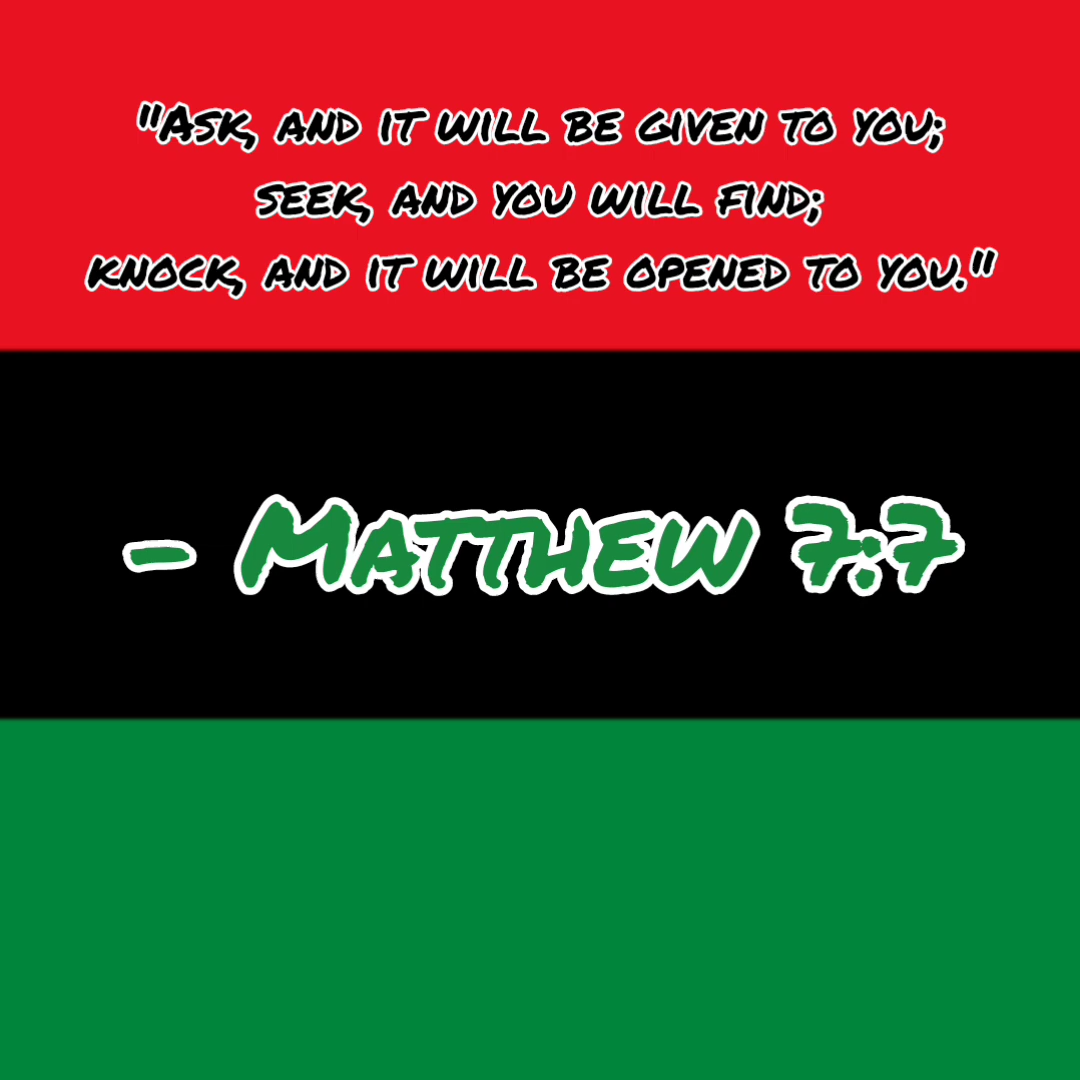 "Ask, and it will be given to you;
seek, and you will find;
knock, and it will be opened to you."
- Matthew 7:7